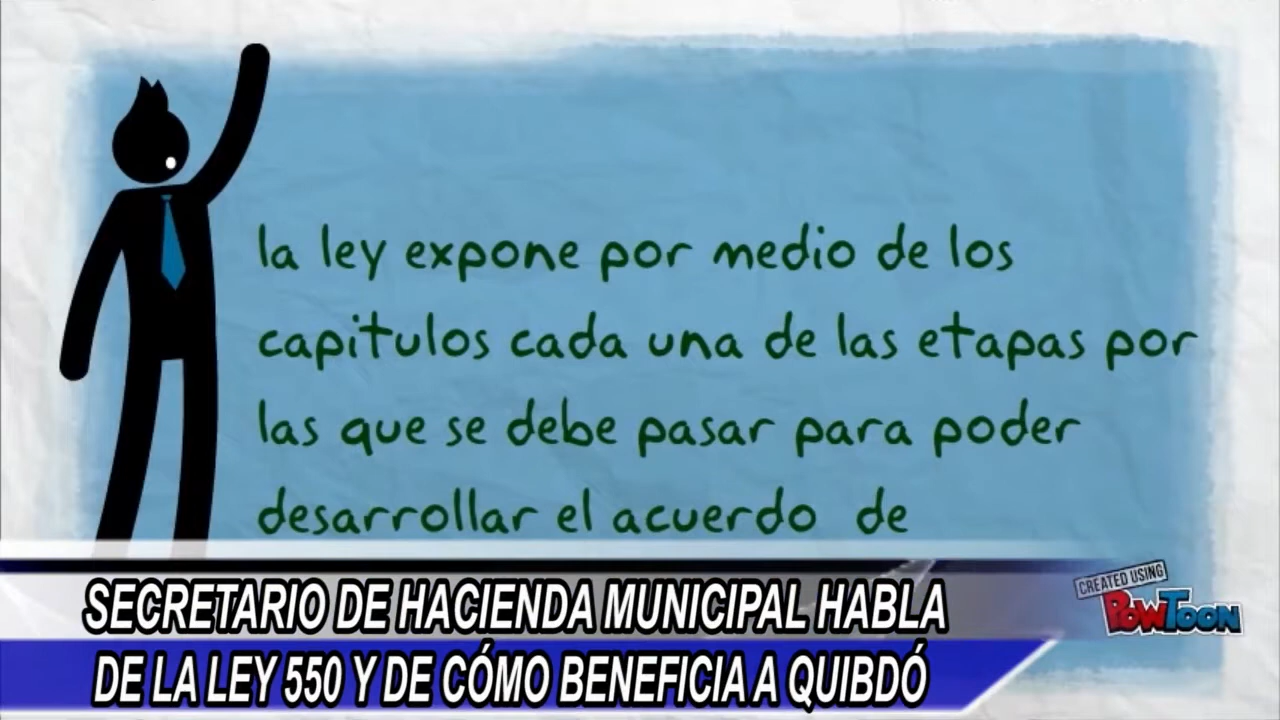 la ley expone por medio de los
capitulos cada una de las etapas por
las que se debe pasar para poder
desarrollar el acuerdo de
CREATED USING
POWTOON
SECRETARIO DE HACIENDA MUNICIPAL HABLA
DE LA LEY 550 Y DE CÓMO BENEFICIA A QUIBDÓ